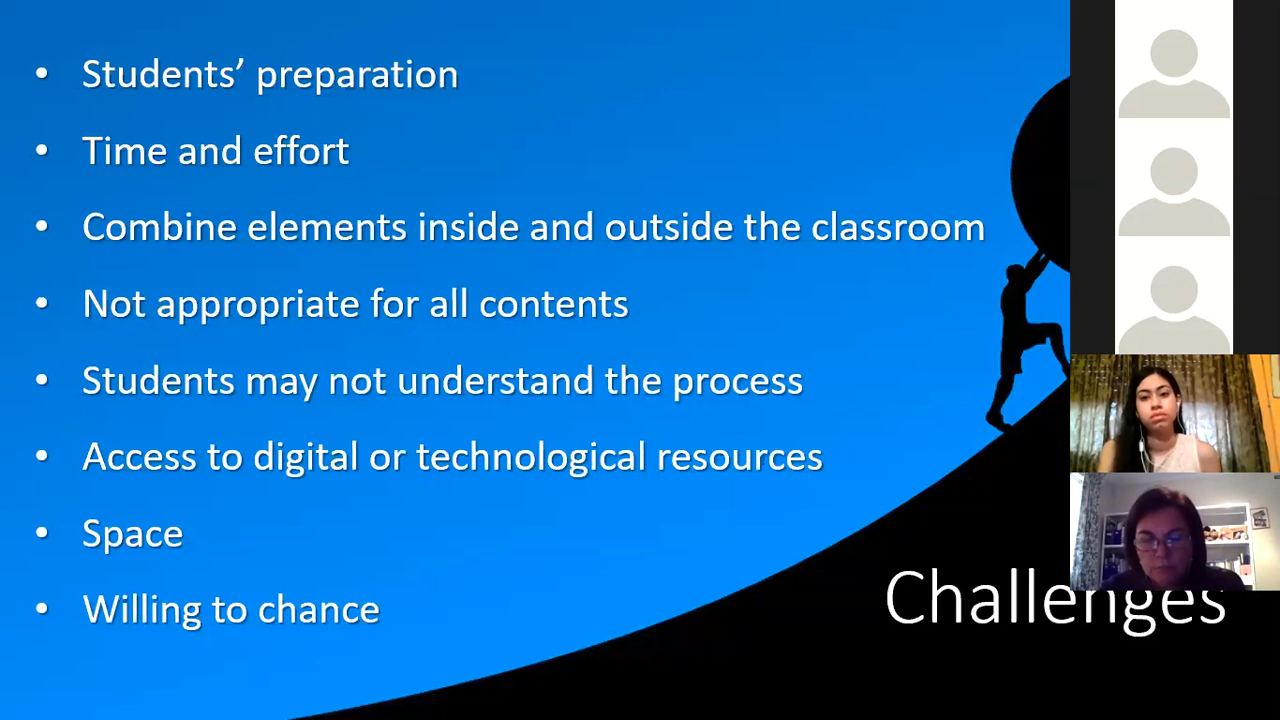 • Students’ preparation
• Time and effort
• Combine elements inside and outside the classroom
• Not appropriate for all contents
• Students may not understand the process
• Access to digital or technological resources
• Space
• Willing to chance
Challenges